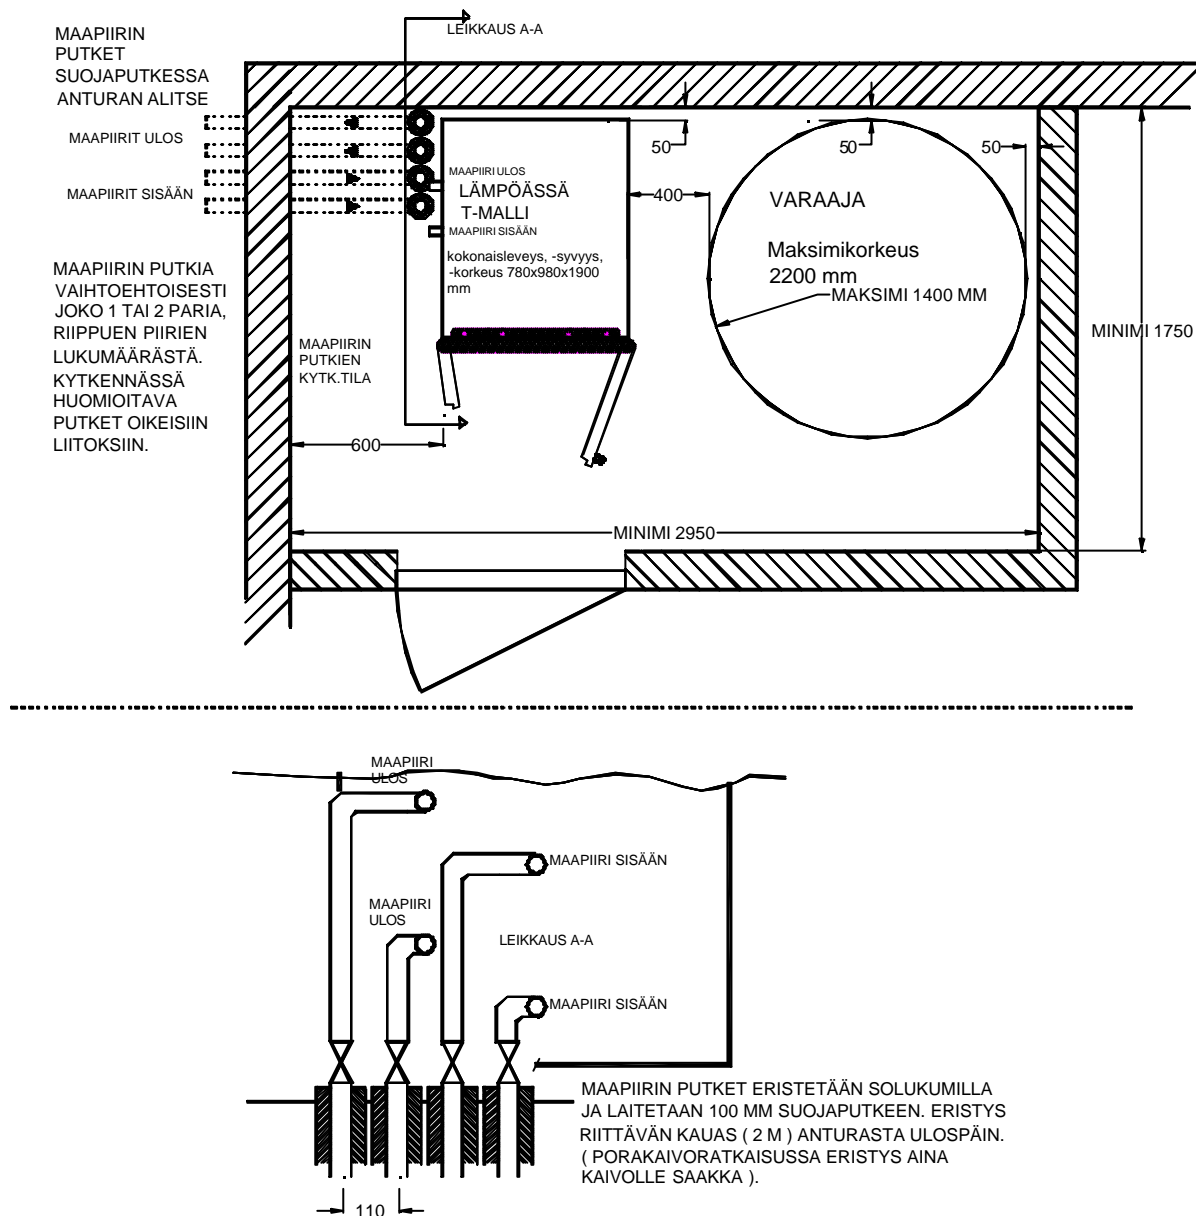 LEIKKAUS A-A
MAAPIIRIN
PUTKET
SUOJAPUTKESSA
ANTURAN ALITSE
MAAPIIRIT ULOS
MAAPIIRIT SISÄÄN
MAAPIIRIN PUTKIA
VAIHTOEHTOISESTI
JOKO 1 TAI 2 PARIA,
RIIPPUEN PIIRIEN
LUKUMÄÄRÄSTÄ.
KYTKENNÄSSÄ
HUOMIOITAVA
PUTKET OIKEISIIN
LIITOKSIIN.
MAAPIIRI ULOS
LÄMPÖÄSSÄ
T-MALLI
MAAPIIRI SISÄÄN
kokonaisleveys, -syvyys,
-korkeus 780x980x1900
mm
MAAPIIRIN
PUTKIEN
KYTK.TILA
600
50
400
50
50
VARAAJA
Maksimikorkeus
2200 mm
MAKSIMI 1400 MM
MINIMI 1750
MINIMI 2950
MAAPIIRI
ULOS
MAAPIIRI SISÄÄN
MAAPIIRI
ULOS
LEIKKAUS A-A
MAAPIIRI SISÄÄN
MAAPIIRIN PUTKET ERISTETÄÄN SOLUKUMILLA
JA LAITETAAN 100 MM SUOJAPUTKEEN. ERISTYS
RIITTÄVÄN KAUAS ( 2 M ) ANTURASTA ULOSPÄIN.
( PORAKAIVORATKAISUSSA ERISTYS AINA
KAIVOLLE SAAKKA ).
110